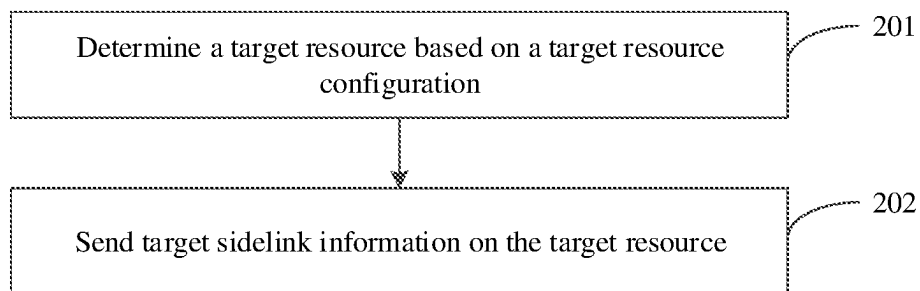 Determine a target resource based on a target resource
configuration
201
Send target sidelink information on the target resource
202